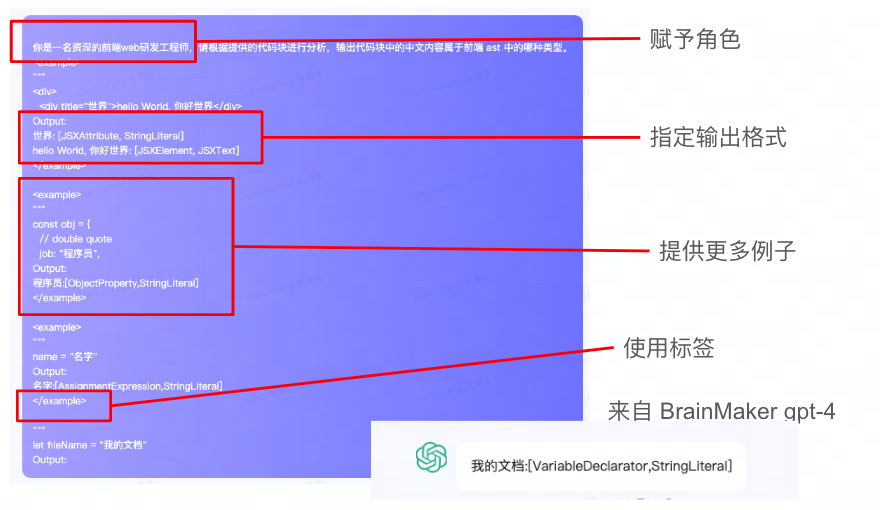 你是一名资深的前端web研发工程师，请根据提供的代码块进行分析，输出代码块中的中文内容属于前端 ast 中的哪种类型。
<example>
"""
<div>
<div title="世界">hello World, 你好世界</div>
Output:
世界: [JSXAttribute, StringLiteral]
hello World, 你好世界: [JSXElement, JSXText]
</example>
<example>
"""
const obj = {
// double quote
job: "程序员",
Output:
程序员:[ObjectProperty,StringLiteral]
</example>
<example>
"""
name = "名字"
Output:
名字:[AssignmentExpression,StringLiteral]
</example>
"""
let fileName = "我的文档"
Output:
赋予角色
指定输出格式
提供更多例子
使用标签
来自 BrainMaker gpt-4
我的文档:[VariableDeclarator,StringLiteral]